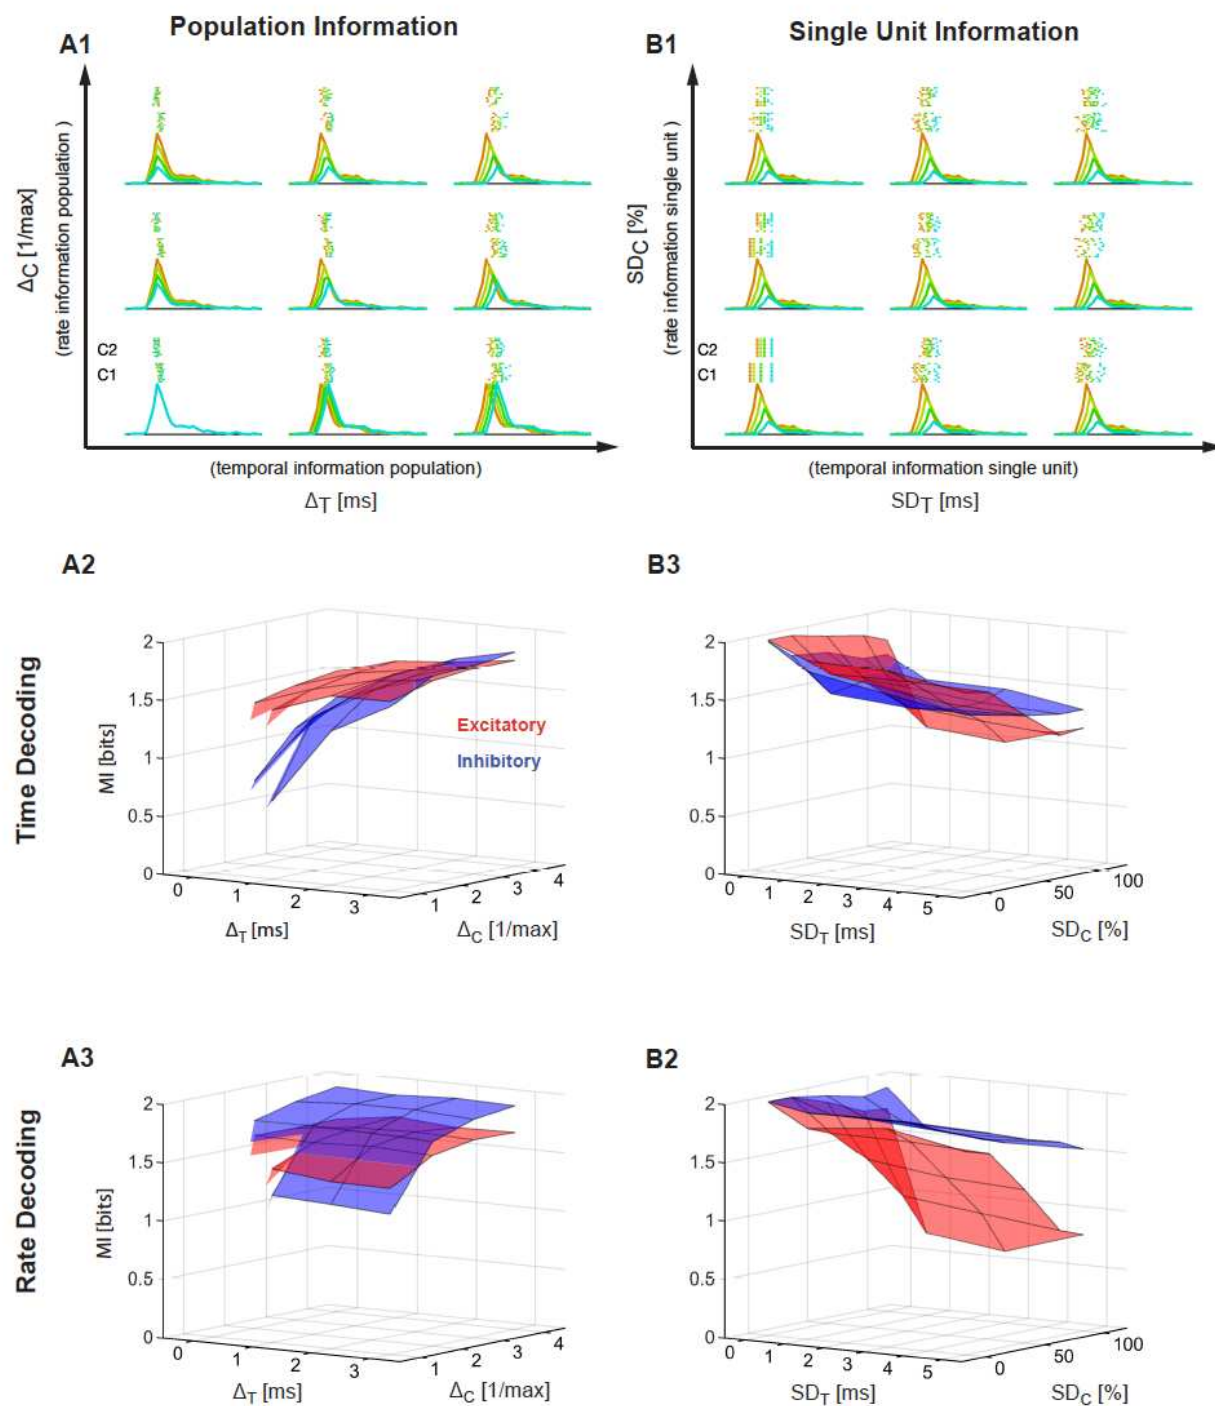 Population Information
Single Unit Information
A1
B1
ΔC [1/max]
(rate information population)
C2
C1
(temporal information population)
ΔT [ms]
SDC [%]
(rate information single unit)
C2
C1
(temporal information single unit)
SDT [ms]
A2
B3
Time Decoding
MI [bits]
2
1.5
1
0.5
0
Excitatory
Inhibitory
0
1
2
3
1
2
3
4
ΔT [ms]
ΔC [1/max]
2
1.5
1
0.5
0
0
1
2
3
4
5
0
50
100
SDT [ms]
SDC [%]
A3
B2
Rate Decoding
MI [bits]
2
1.5
1
0.5
0
0
1
2
3
1
2
3
4
ΔT [ms]
ΔC [1/max]
2
1.5
1
0.5
0
0
1
2
3
4
5
0
50
100
SDT [ms]
SDC [%]